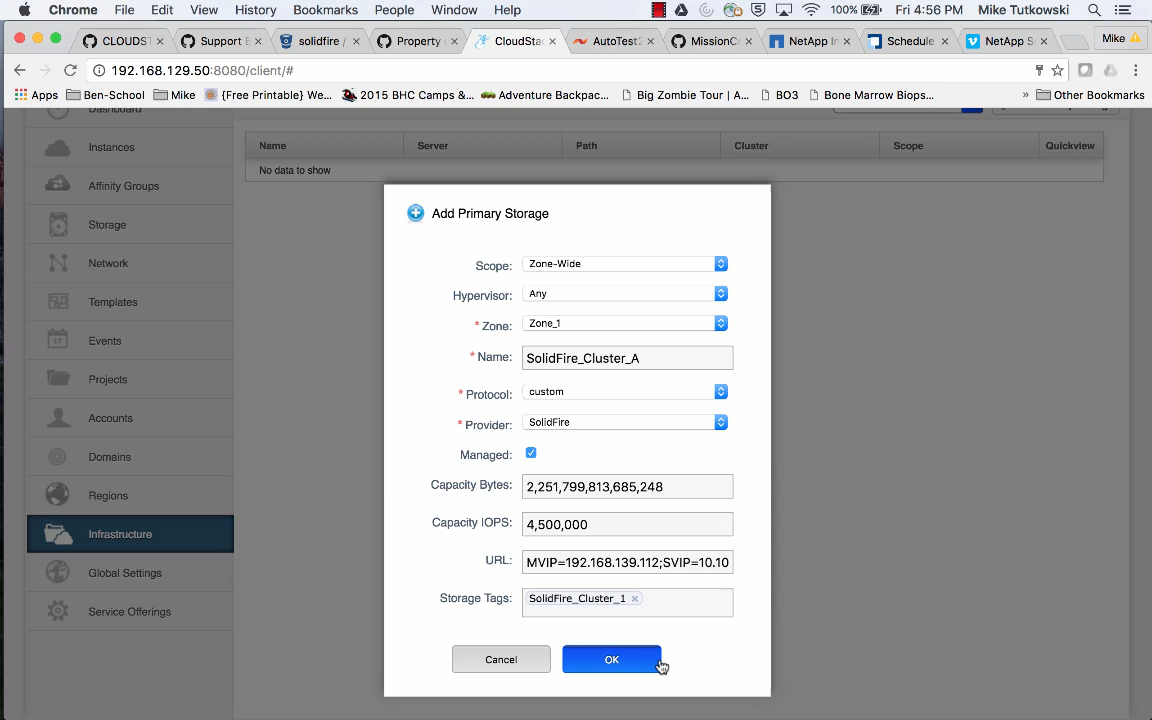 Chrome File Edit View History Bookmarks People Window Help 100% Fri 4:56 PM Mike Tutkowski
CLOUDST Support E solidfire / Property CloudStac AutoTest2 MissionC NetApp In Schedule NetApp S Mike
192.168.129.50:8080/client/#
Apps Ben-School Mike {Free Printable} We... 2015 BHC Camps &... Adventure Backpac... Big Zombie Tour | A... BO3 Bone Marrow Biops... » Other Bookmarks
Dashboard
Instances
Affinity Groups
Storage
Network
Templates
Events
Projects
Accounts
Domains
Regions
Infrastructure
Global Settings
Service Offerings
Name Server Path Cluster Scope Quickview
No data to show
Add Primary Storage
Scope: Zone-Wide
Hypervisor: Any
* Zone: Zone_1
* Name: SolidFire_Cluster_A
* Protocol: custom
* Provider: SolidFire
Managed:
Capacity Bytes: 2,251,799,813,685,248
Capacity IOPS: 4,500,000
URL: MVIP=192.168.139.112;SVIP=10.10
Storage Tags: SolidFire_Cluster_1 ×
Cancel OK